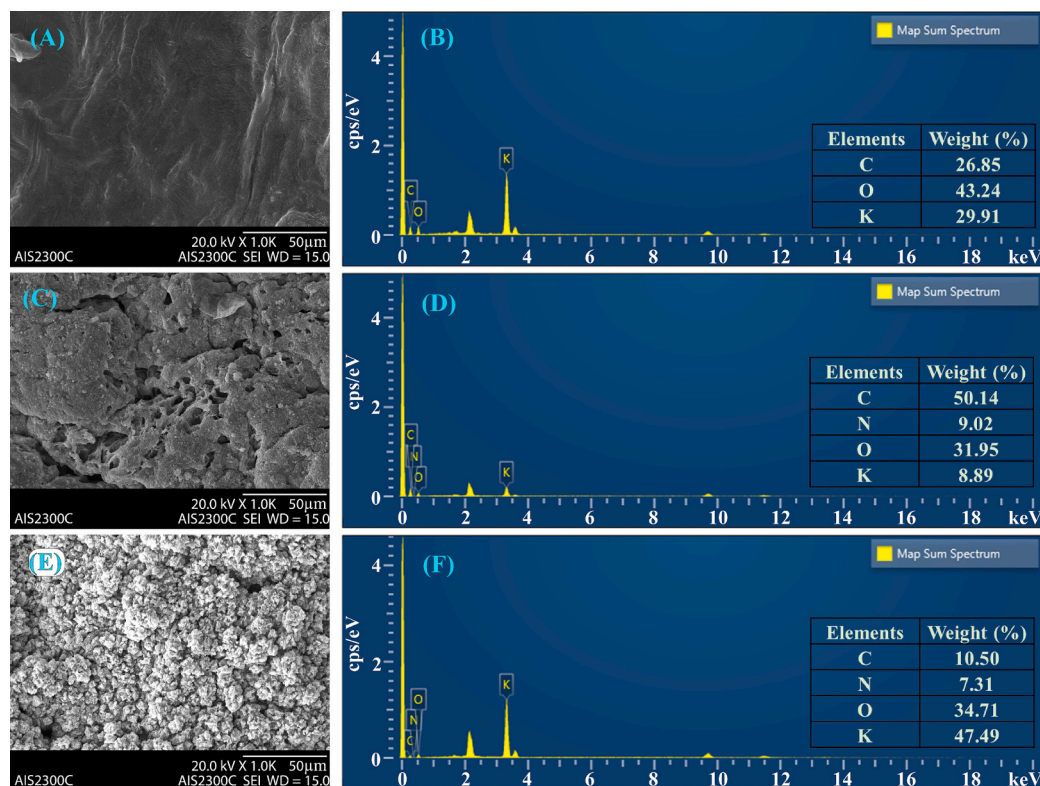 (A)
20.0 kV X 1.0K 50µm
AIS2300C AIS2300C SEI WD = 15.0
(B)
Map Sum Spectrum
cps/eV
4
2
0
C
O
K
Elements Weight (%)
C 26.85
O 43.24
K 29.91
0 2 4 6 8 10 12 14 16 18 keV
(C)
20.0 kV X 1.0K 50µm
AIS2300C AIS2300C SEI WD = 15.0
(D)
Map Sum Spectrum
cps/eV
4
2
0
C
N
O
K
Elements Weight (%)
C 50.14
N 9.02
O 31.95
K 8.89
0 2 4 6 8 10 12 14 16 18 keV
(E)
20.0 kV X 1.0K 50µm
AIS2300C AIS2300C SEI WD = 15.0
(F)
Map Sum Spectrum
cps/eV
4
2
0
O
N
C
K
Elements Weight (%)
C 10.50
N 7.31
O 34.71
K 47.49
0 2 4 6 8 10 12 14 16 18 keV